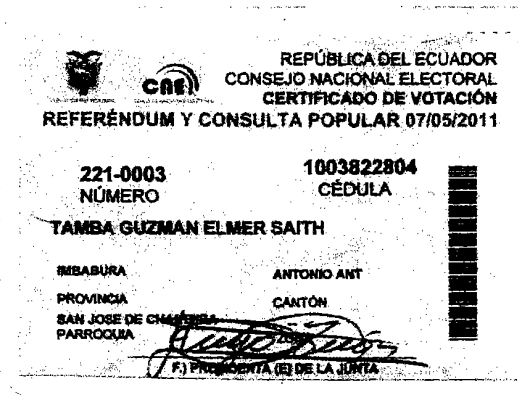 REPÚBLICA DEL ECUADOR
CNE
CONSEJO NACIONAL ELECTORAL
CERTIFICADO DE VOTACIÓN
REFERÉNDUM Y CONSULTA POPULAR 07/05/2011
221-0003
NÚMERO
1003822804
CÉDULA
TAMBA GUZMAN ELMER SAITH
IMBABURA
ANTONIO ANT
PROVINCIA
CANTÓN
SAN JOSE DE
PARROQUIA
F.) PRESIDENTA (E) DE LA JUNTA